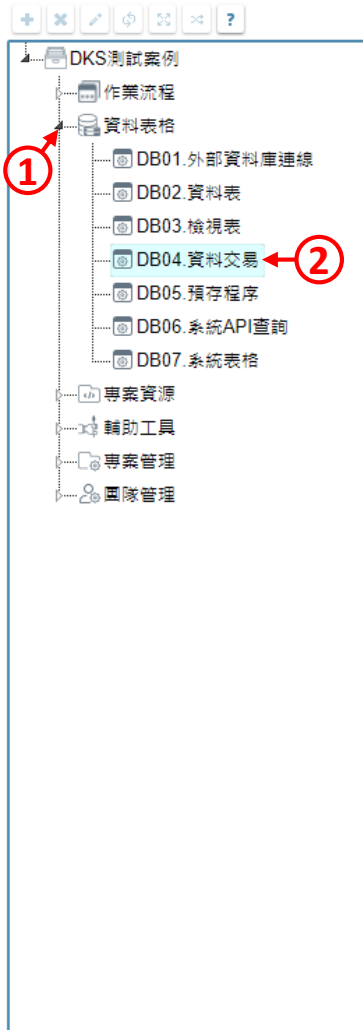 ?
DKS測試案例
作業流程
資料表格
1
DB01.外部資料庫連線
DB02.資料表
DB03.檢視表
DB04.資料交易
2
DB05.預存程序
DB06.系統API查詢
DB07.系統表格
專案資源
輔助工具
專案管理
團隊管理